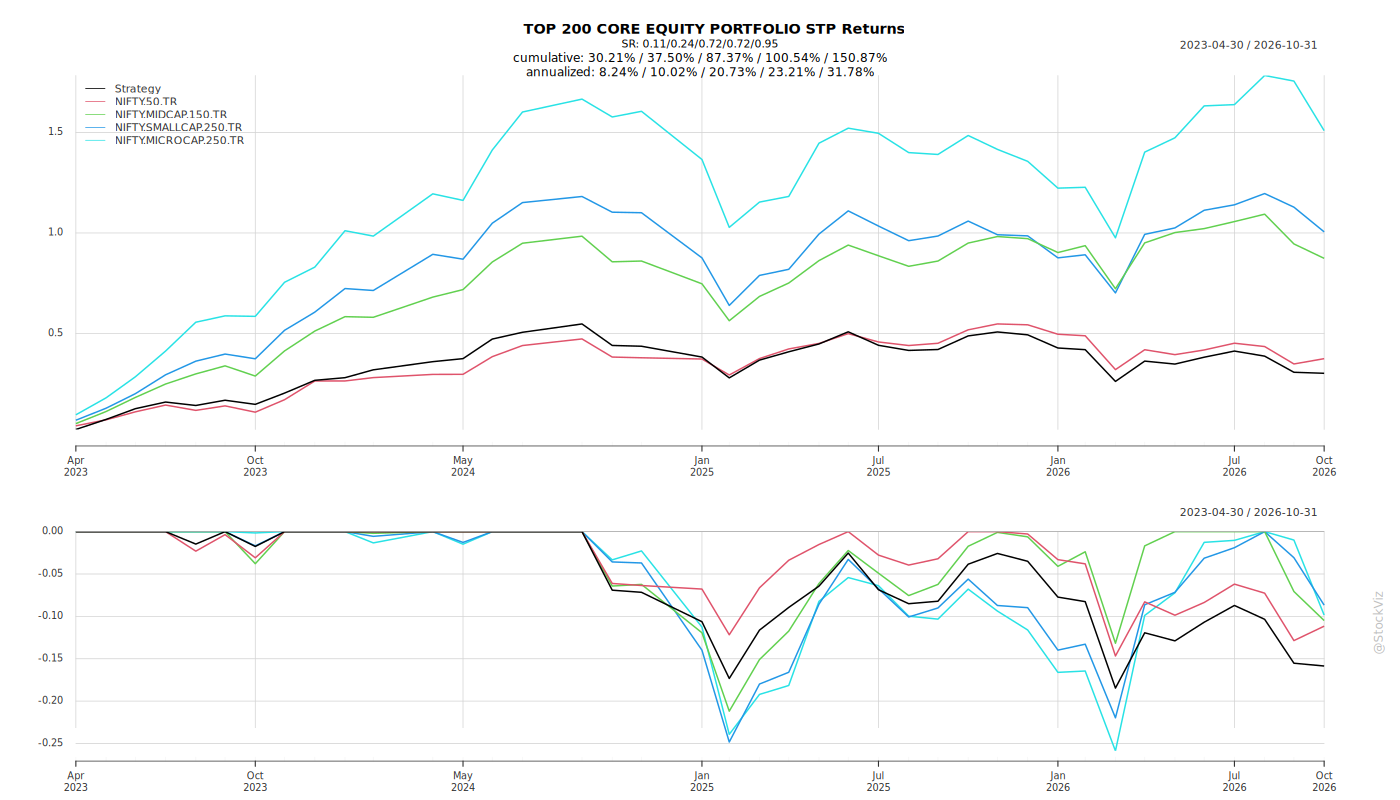 TOP 200 CORE EQUITY PORTFOLIO STP Returns
SR: 0.11/0.24/0.72/0.72/0.95
cumulative: 30.21% / 37.50% / 87.37% / 100.54% / 150.87%
annualized: 8.24% / 10.02% / 20.73% / 23.21% / 31.78%
2023-04-30 / 2026-10-31
Strategy
NIFTY.50.TR
NIFTY.MIDCAP.150.TR
NIFTY.SMALLCAP.250.TR
NIFTY.MICROCAP.250.TR
1.5
1.0
0.5
Apr 2023
Oct 2023
May 2024
Jan 2025
Jul 2025
Jan 2026
Jul 2026
Oct 2026
2023-04-30 / 2026-10-31
0.00
-0.05
-0.10
-0.15
-0.20
-0.25
Apr 2023
Oct 2023
May 2024
Jan 2025
Jul 2025
Jan 2026
Jul 2026
Oct 2026
@StockViz